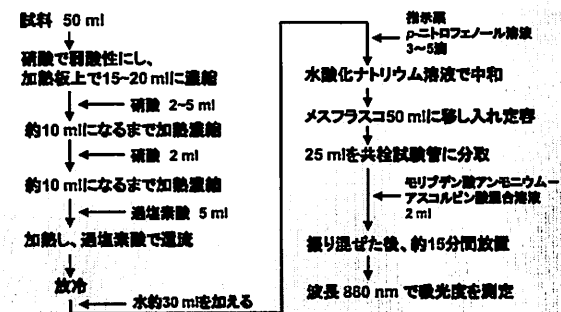 試料 50 ml
硝酸で弱酸性にし、
加熱板上で15~20 mlに濃縮
硝酸 2~5 ml
約10 mlになるまで加熱濃縮
硝酸 2 ml
約10 mlになるまで加熱濃縮
過塩素酸 5 ml
加熱し、過塩素酸で還流
放冷
水約30 mlを加える
指示薬
p-ニトロフェノール溶液
3~5滴
水酸化ナトリウム溶液で中和
メスフラスコ50 mlに移し入れ定容
25 mlを共栓試験管に分取
モリブデン酸アンモニウムー
アスコルビン酸混合溶液
2 ml
振り混ぜた後、約15分間放置
波長 880 nm で吸光度を測定